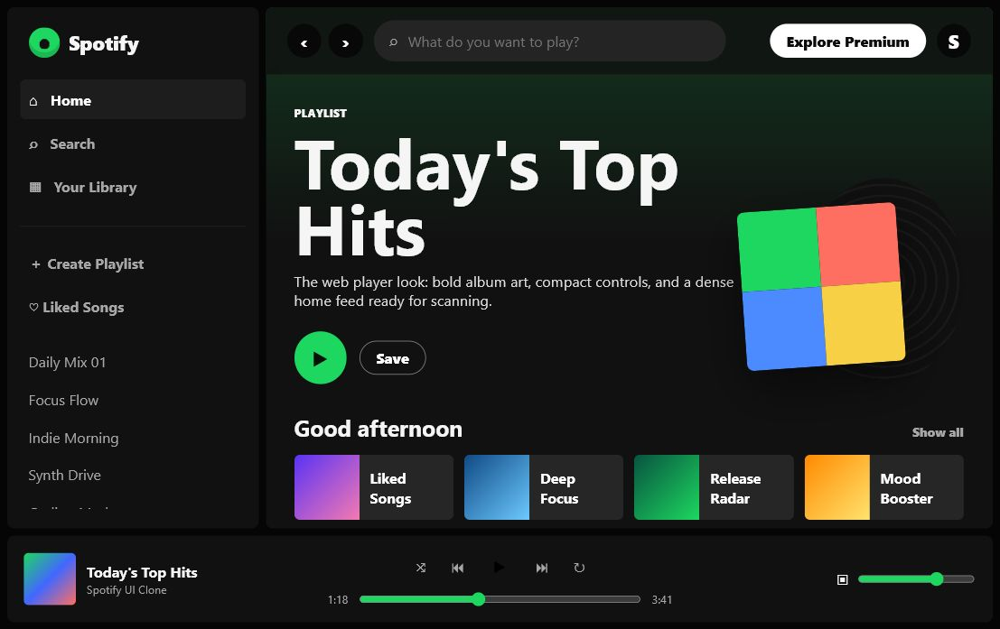 Spotify
Home
Search
Your Library
+ Create Playlist
♡ Liked Songs
Daily Mix 01
Focus Flow
Indie Morning
Synth Drive
What do you want to play?
Explore Premium
S
PLAYLIST
Today's Top
Hits
The web player look: bold album art, compact controls, and a dense
home feed ready for scanning.
Save
Good afternoon
Show all
Liked
Songs
Deep
Focus
Release
Radar
Mood
Booster
Today's Top Hits
Spotify UI Clone
1:18
3:41